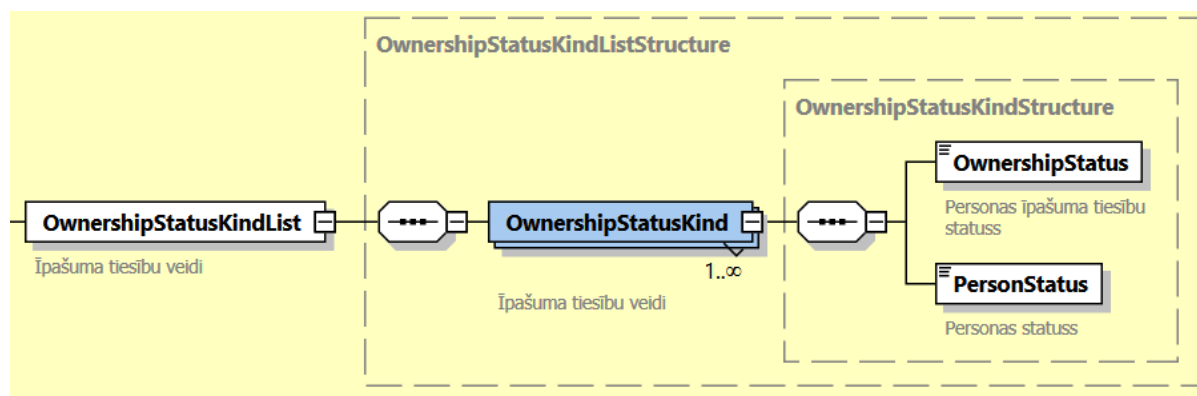 OwnershipStatusKindListStructure
OwnershipStatusKindStructure
OwnershipStatus
Personas īpašuma tiesību
statuss
OwnershipStatusKindList
Īpašuma tiesību veidi
OwnershipStatusKind
1..∞
Īpašuma tiesību veidi
PersonStatus
Personas statuss